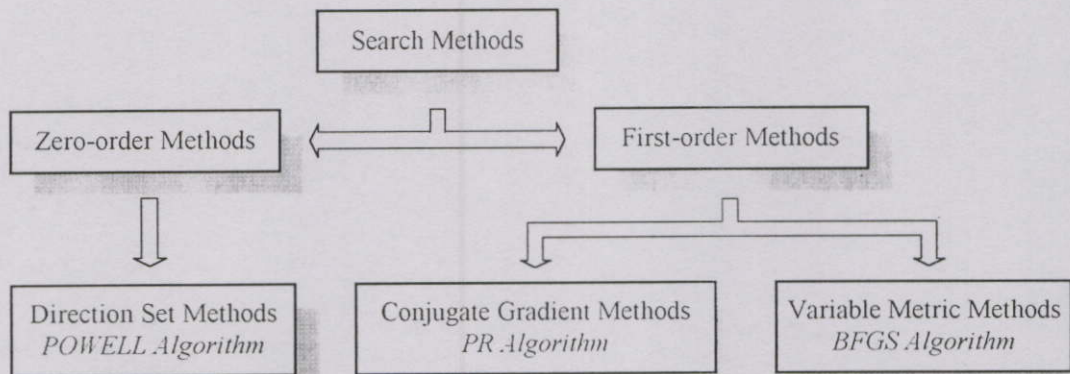 Search Methods
Zero-order Methods
First-order Methods
Direction Set Methods
POWELL Algorithm
Conjugate Gradient Methods
PR Algorithm
Variable Metric Methods
BFGS Algorithm